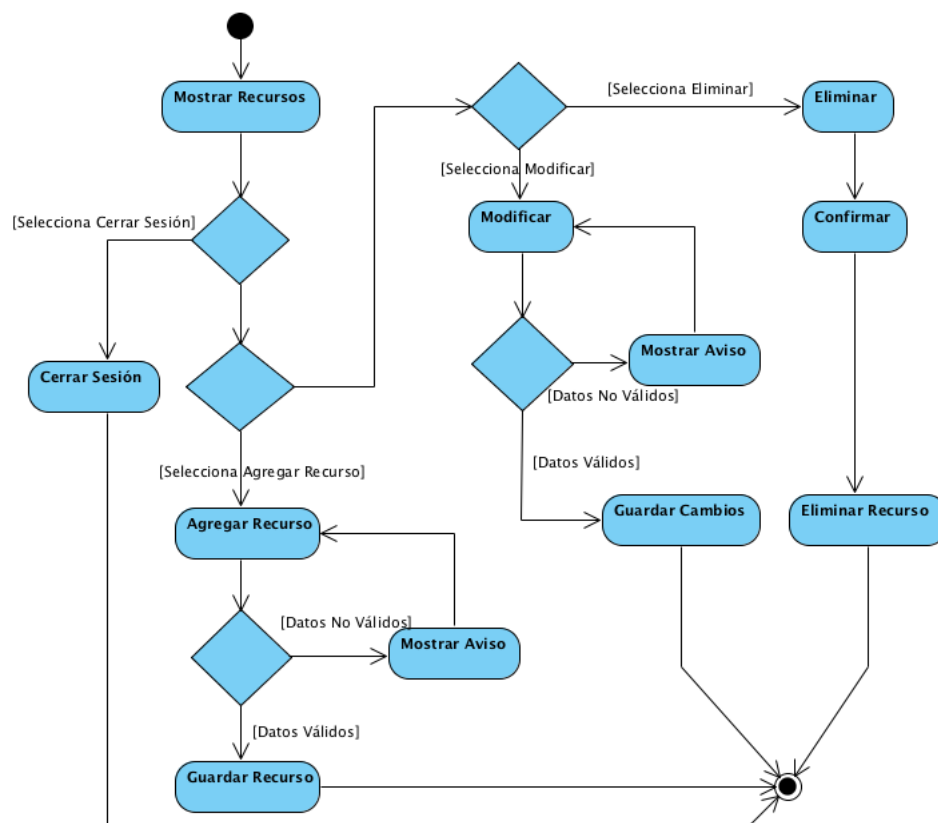 Mostrar Recursos
[Selecciona Eliminar]
Eliminar
[Selecciona Modificar]
[Selecciona Cerrar Sesión]
Modificar
Confirmar
Cerrar Sesión
Mostrar Aviso
[Datos No Válidos]
[Selecciona Agregar Recurso]
[Datos Válidos]
Agregar Recurso
Guardar Cambios
Eliminar Recurso
[Datos No Válidos]
Mostrar Aviso
[Datos Válidos]
Guardar Recurso